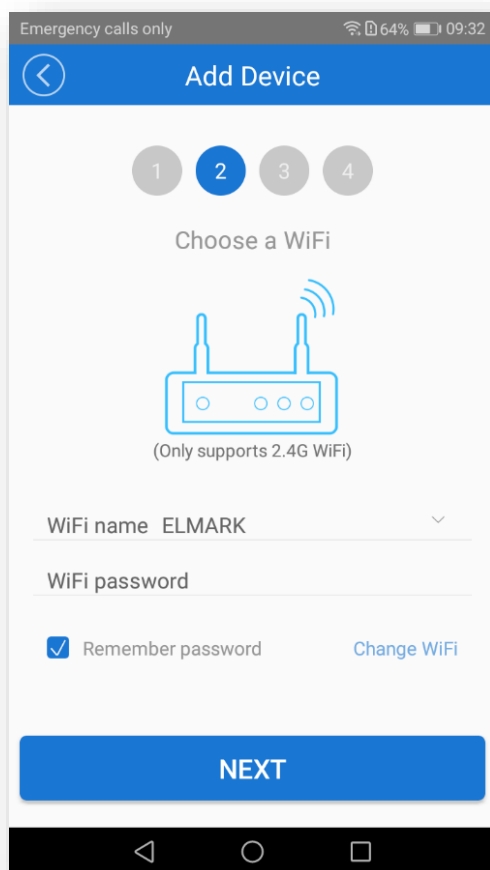 Emergency calls only 64% 09:32
Add Device
1 2 3 4
Choose a WiFi
(Only supports 2.4G WiFi)
WiFi name ELMARK
WiFi password
Remember password Change WiFi
NEXT